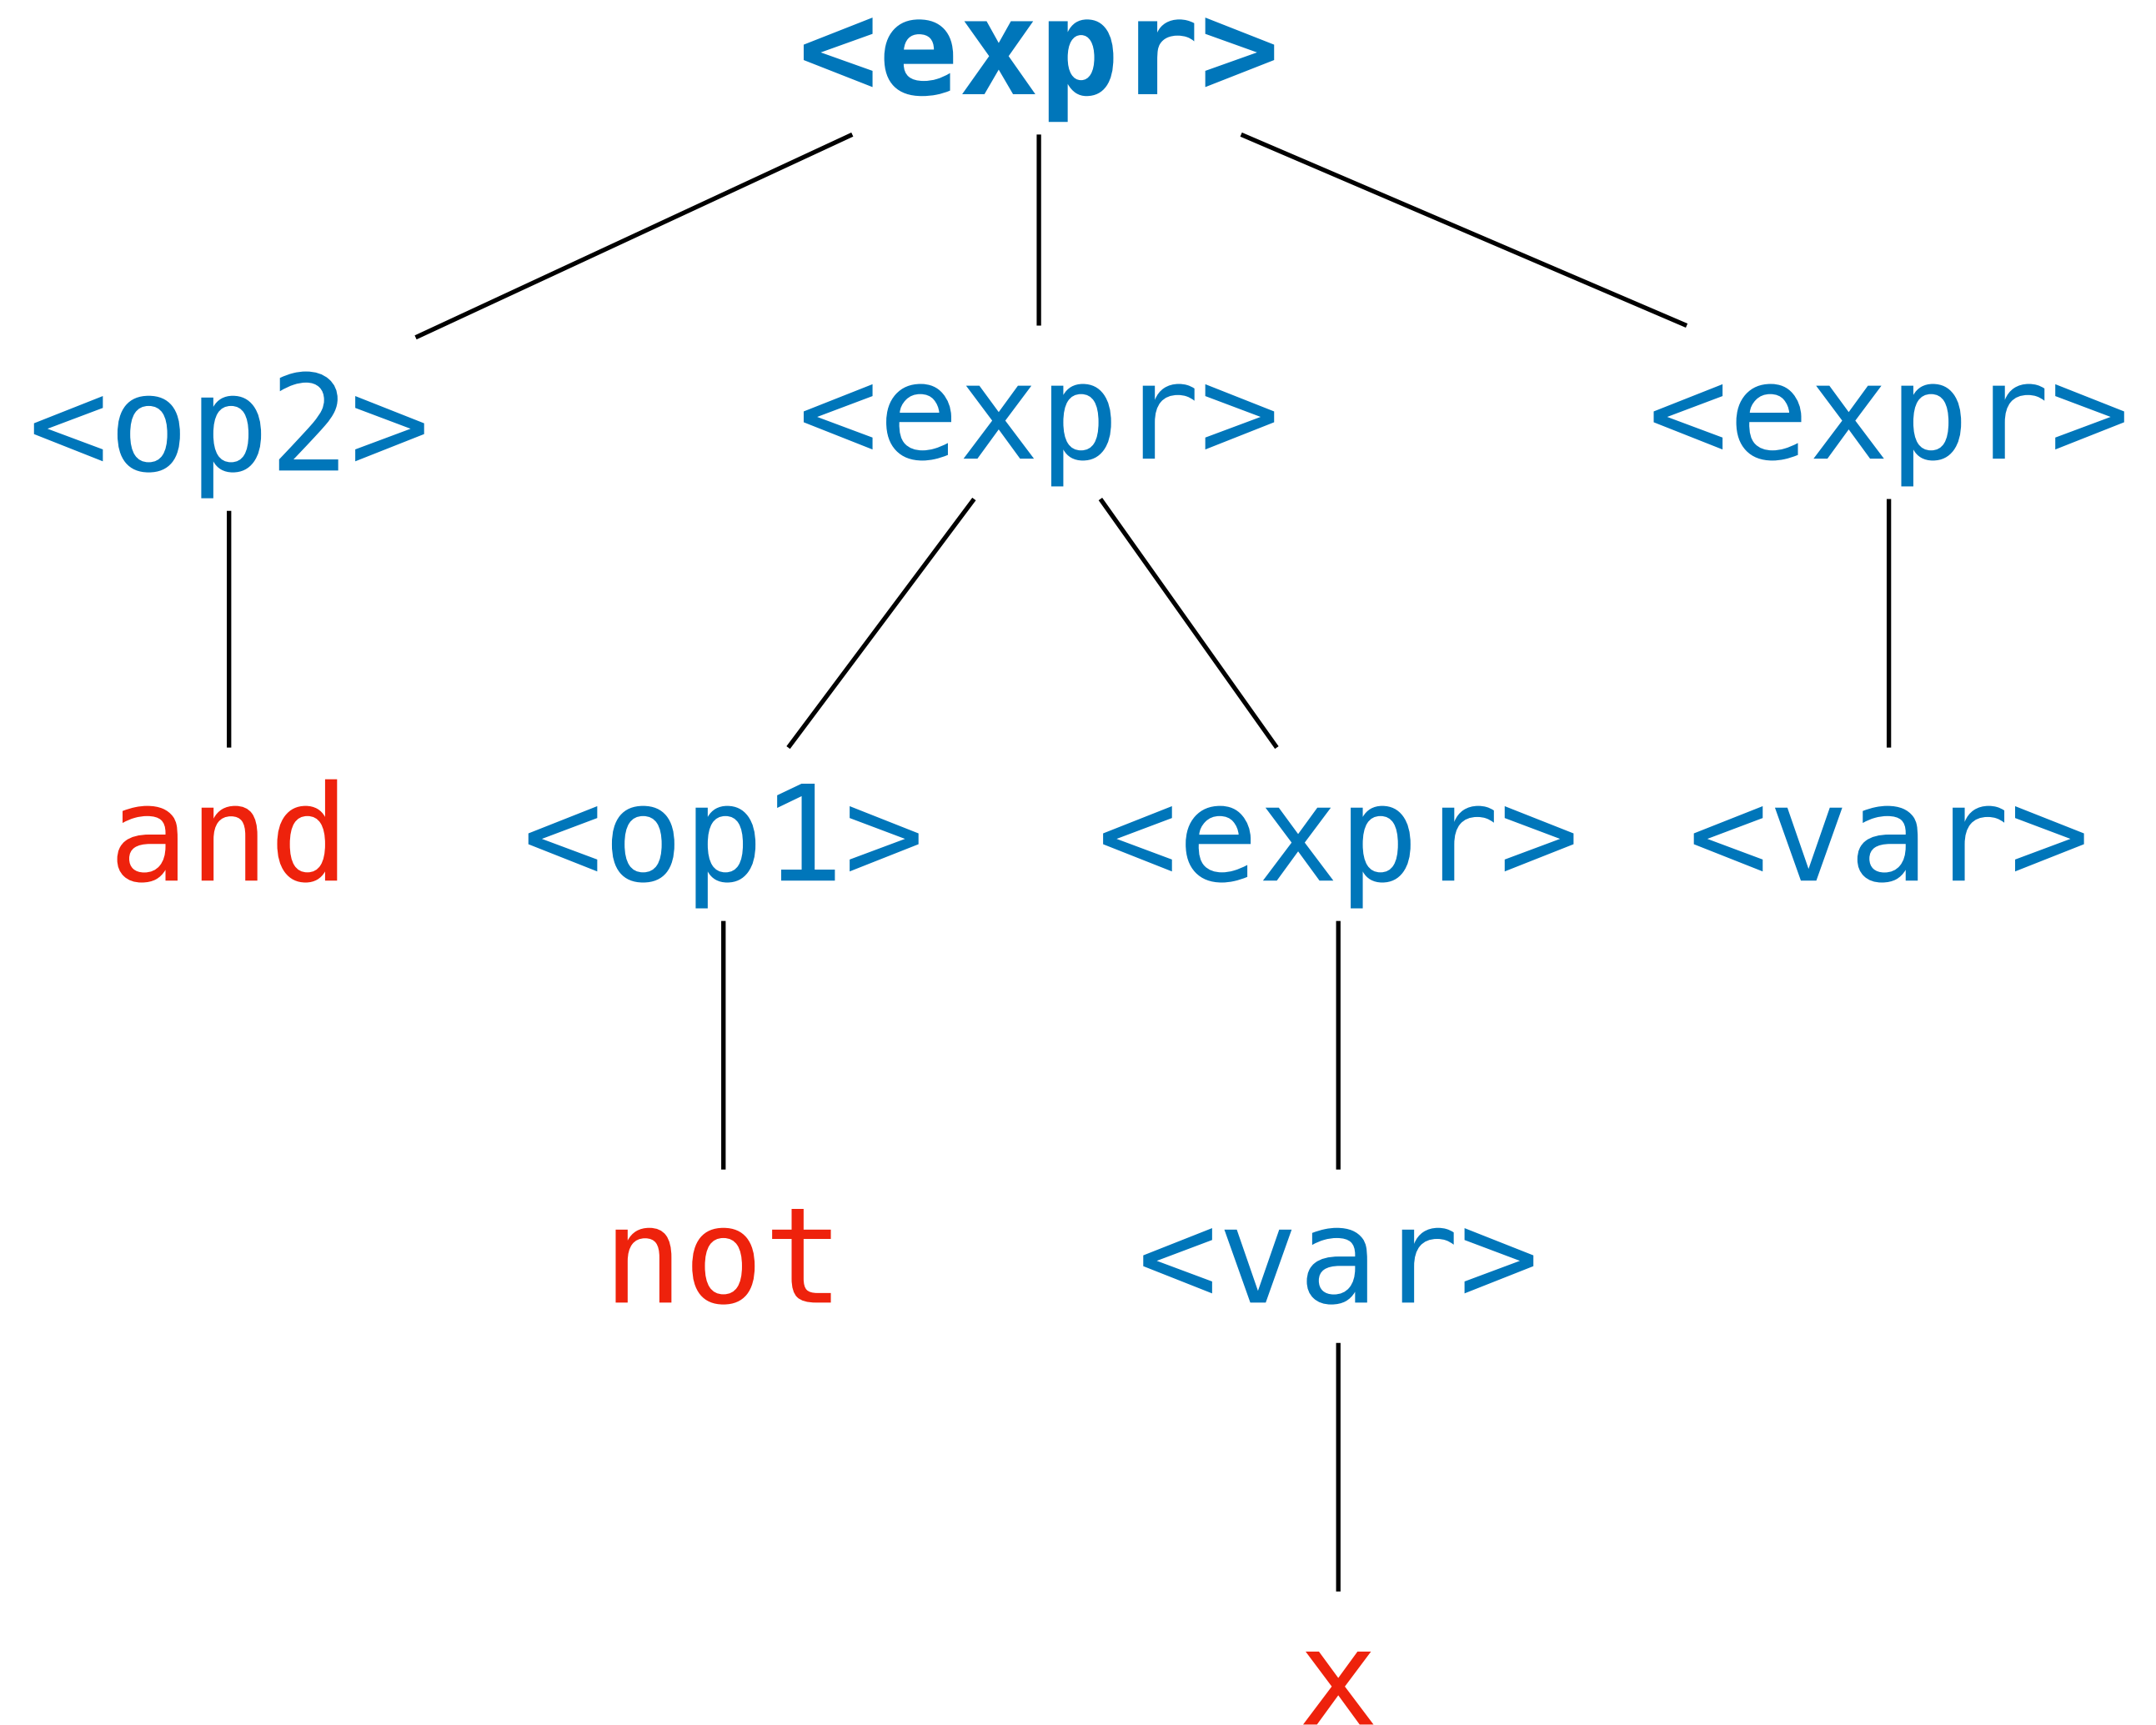 <expr>
<op2> <expr> <expr>
and <op1> <expr> <var>
not <var>
x